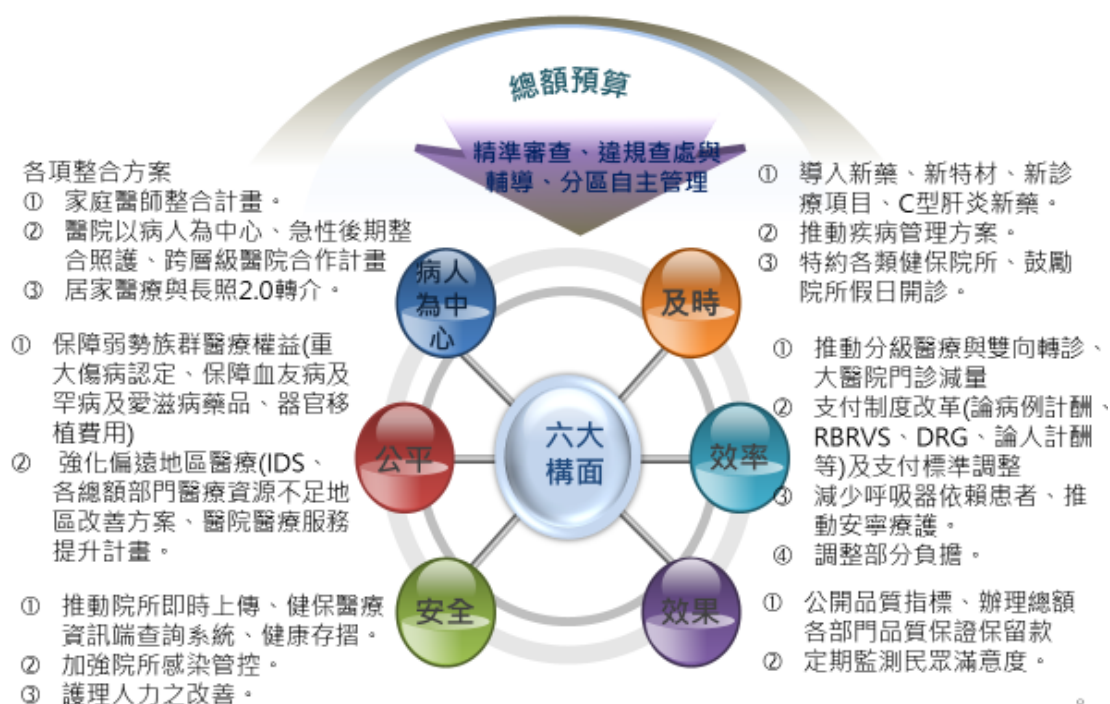 總額預算
精準審查、違規查處與
輔導、分區自主管理
各項整合方案
① 家庭醫師整合計畫。
② 醫院以病人為中心、急性後期整
合照護、跨層級醫院合作計畫
③ 居家醫療與長照2.0轉介。
① 保障弱勢族群醫療權益(重
大傷病認定、保障血友病及
罕病及愛滋病藥品、器官移
植費用)
② 強化偏遠地區醫療(IDS、
各總額部門醫療資源不足地
區改善方案、醫院醫療服務
提升計畫。
① 推動院所即時上傳、健保醫療
資訊端查詢系統、健康存摺。
② 加強院所感染管控。
③ 護理人力之改善。
病人
為中
心
公平
安全
六大
構面
及時
效率
效果
① 導入新藥、新特材、新診
療項目、C型肝炎新藥。
② 推動疾病管理方案。
③ 特約各類健保院所、鼓勵
院所假日開診。
① 推動分級醫療與雙向轉診、
大醫院門診減量
② 支付制度改革(論病例計酬、
RBRVS、DRG、論人計酬
等)及支付標準調整
③ 減少呼吸器依賴患者、推
動安寧療護。
④ 調整部分負擔。
① 公開品質指標、辦理總額
各部門品質保證保留款
② 定期監測民眾滿意度。
。